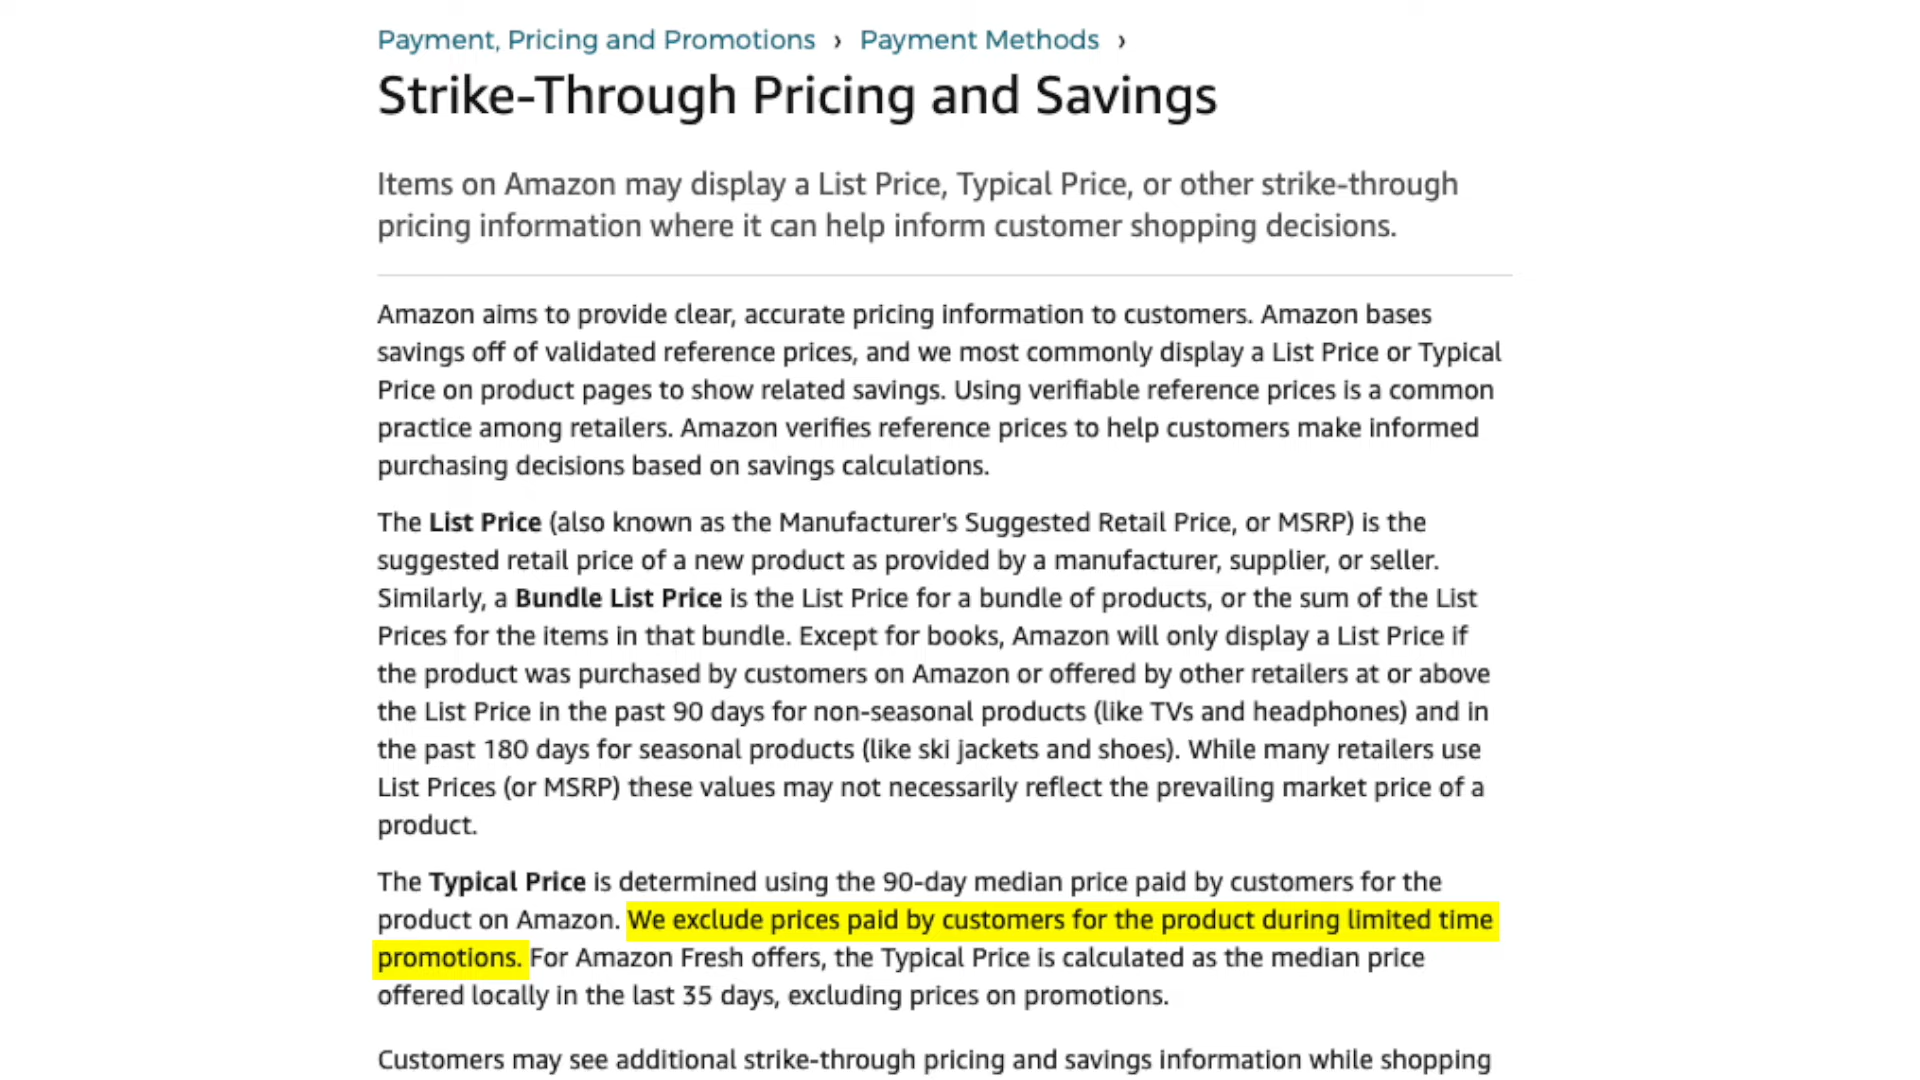 Payment, Pricing and Promotions › Payment Methods ›
Strike-Through Pricing and Savings
Items on Amazon may display a List Price, Typical Price, or other strike-through
pricing information where it can help inform customer shopping decisions.
Amazon aims to provide clear, accurate pricing information to customers. Amazon bases
savings off of validated reference prices, and we most commonly display a List Price or Typical
Price on product pages to show related savings. Using verifiable reference prices is a common
practice among retailers. Amazon verifies reference prices to help customers make informed
purchasing decisions based on savings calculations.
The List Price (also known as the Manufacturer's Suggested Retail Price, or MSRP) is the
suggested retail price of a new product as provided by a manufacturer, supplier, or seller.
Similarly, a Bundle List Price is the List Price for a bundle of products, or the sum of the List
Prices for the items in that bundle. Except for books, Amazon will only display a List Price if
the product was purchased by customers on Amazon or offered by other retailers at or above
the List Price in the past 90 days for non-seasonal products (like TVs and headphones) and in
the past 180 days for seasonal products (like ski jackets and shoes). While many retailers use
List Prices (or MSRP) these values may not necessarily reflect the prevailing market price of a
product.
The Typical Price is determined using the 90-day median price paid by customers for the
product on Amazon. We exclude prices paid by customers for the product during limited time
promotions. For Amazon Fresh offers, the Typical Price is calculated as the median price
offered locally in the last 35 days, excluding prices on promotions.
Customers may see additional strike-through pricing and savings information while shopping